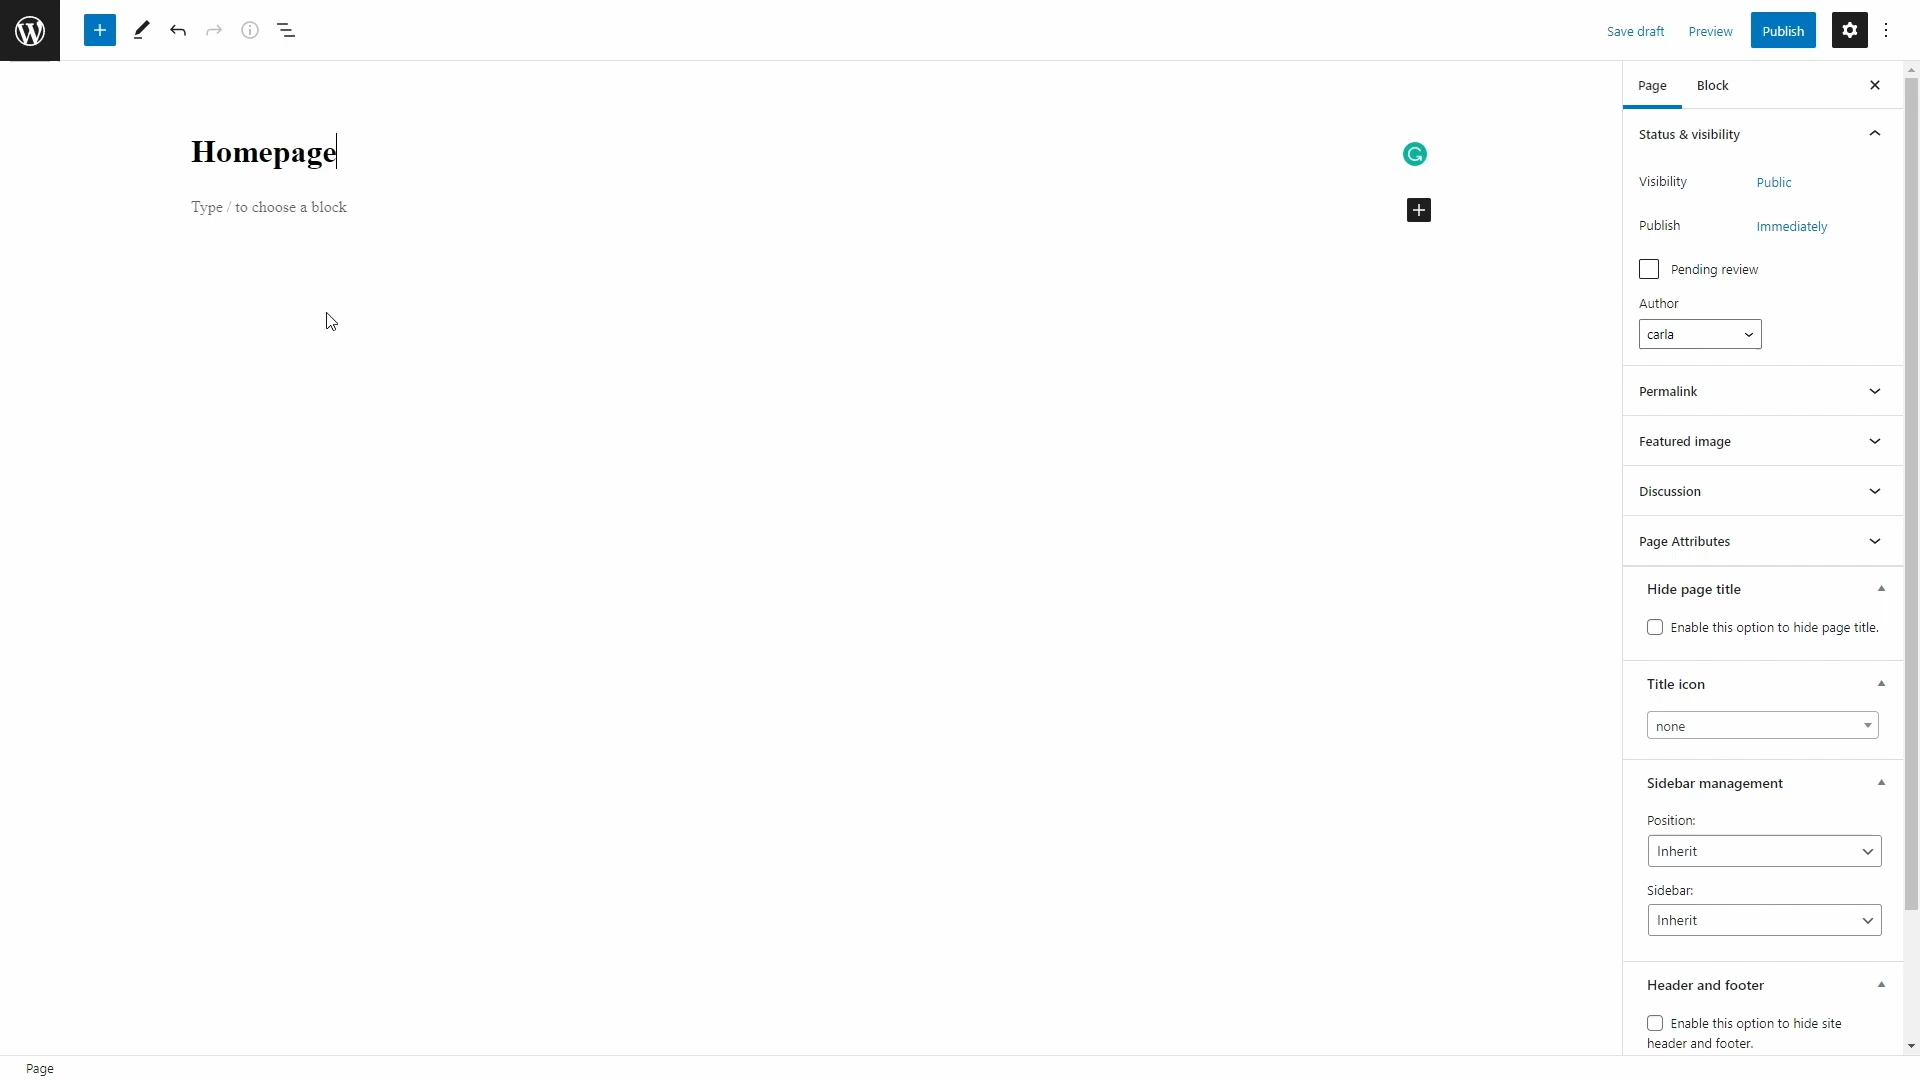 Save draft
Preview
Publish
Page
Block
Homepage
Type / to choose a block
Status & visibility
Visibility
Public
Publish
Immediately
Pending review
Author
carla
Permalink
Featured image
Discussion
Page Attributes
Hide page title
Enable this option to hide page title.
Title icon
none
Sidebar management
Position:
Inherit
Sidebar:
Inherit
Header and footer
Enable this option to hide site
header and footer.
Page